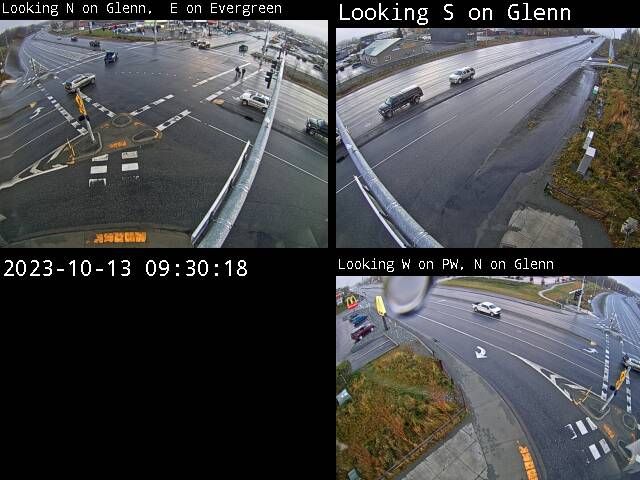 Looking N on Glenn, E on Evergreen
Looking S on Glenn
2023-10-13 09:30:18
Looking W on PW, N on Glenn